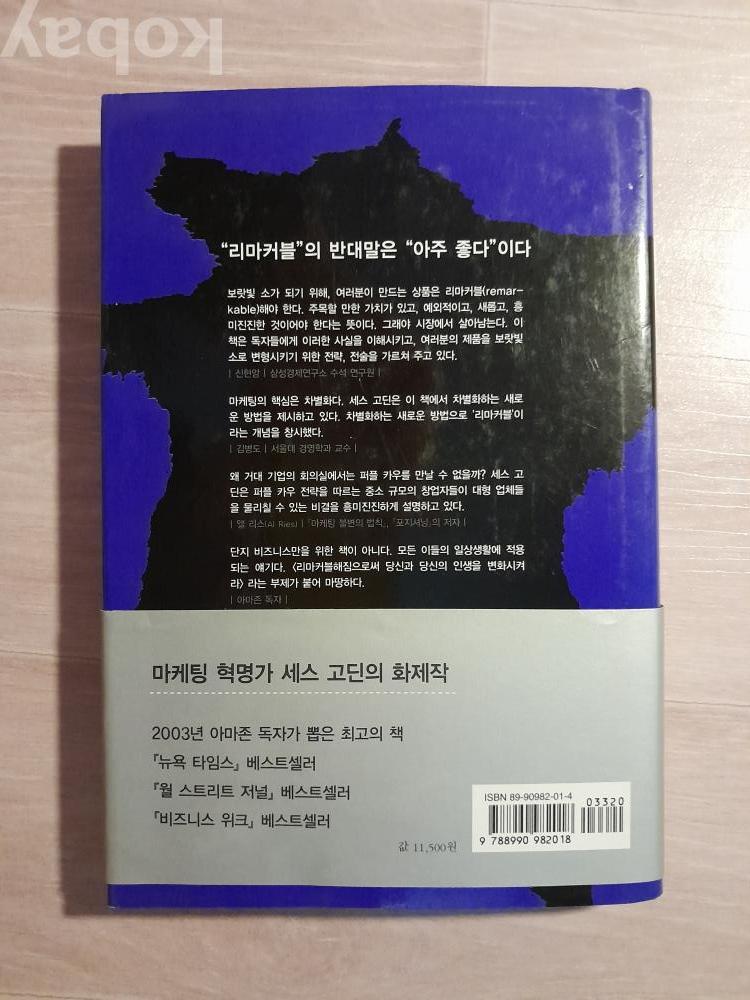 kobay
“리마커블”의 반대말은 “아주 좋다”이다
보랏빛 소가 되기 위해, 여러분이 만드는 상품은 리마커블(remar-
kable)해야 한다. 주목할 만한 가치가 있고, 예외적이고, 새롭고, 흥
미진진한 것이어야 한다는 뜻이다. 그래야 시장에서 살아남는다. 이
책은 독자들에게 이러한 사실을 이해시키고, 여러분의 제품을 보랏빛
소로 변형시키기 위한 전략, 전술을 가르쳐 주고 있다.
| 신현암 | 삼성경제연구소 수석 연구원 |
마케팅의 핵심은 차별화다. 세스 고딘은 이 책에서 차별화하는 새로
운 방법을 제시하고 있다. 차별화하는 새로운 방법으로 '리마커블'이
라는 개념을 창시했다.
| 김병도 | 서울대 경영학과 교수 |
왜 거대 기업의 회의실에서는 퍼플 카우를 만날 수 없을까? 세스 고
딘은 퍼플 카우 전략을 따르는 중소 규모의 창업자들이 대형 업체들
을 물리칠 수 있는 비결을 흥미진진하게 설명하고 있다.
| 앨 리스(Al Ries) | 『마케팅 불변의 법칙』, 『포지셔닝』의 저자 |
단지 비즈니스만을 위한 책이 아니다. 모든 이들의 일상생활에 적용
되는 얘기다. 〈리마커블해짐으로써 당신과 당신의 인생을 변화시켜
라〉 라는 부제가 붙어 마땅하다.
| 아마존 독자 |
마케팅 혁명가 세스 고딘의 화제작
2003년 아마존 독자가 뽑은 최고의 책
『뉴욕 타임스』 베스트셀러
『월 스트리트 저널』 베스트셀러
『비즈니스 위크』 베스트셀러
값 11,500원
ISBN 89-90982-01-4
03320
9 788990 982018